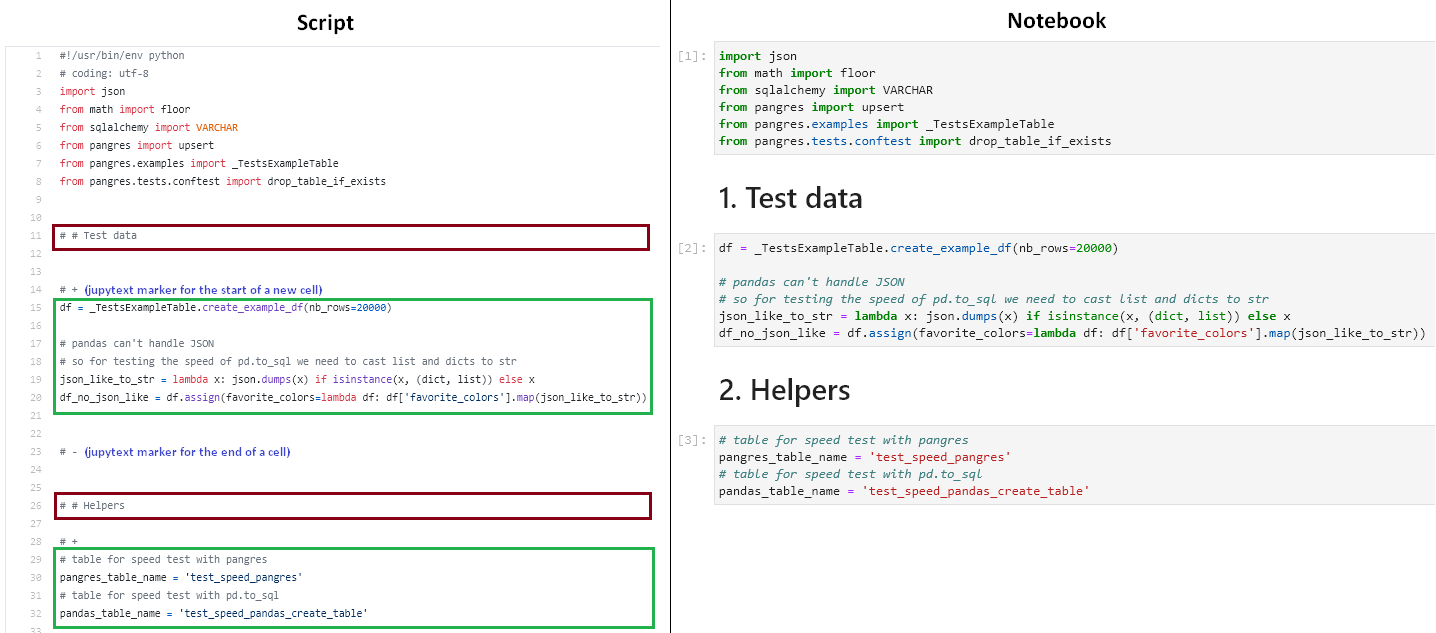 Script
1 #!/usr/bin/env python
2 # coding: utf-8
3 import json
4 from math import floor
5 from sqlalchemy import VARCHAR
6 from pangres import upsert
7 from pangres.examples import _TestsExampleTable
8 from pangres.tests.conftest import drop_table_if_exists
9
10
11 # # Test data
12
13
14 # + (jupytext marker for the start of a new cell)
15 df = _TestsExampleTable.create_example_df(nb_rows=20000)
16
17 # pandas can't handle JSON
18 # so for testing the speed of pd.to_sql we need to cast list and dicts to str
19 json_like_to_str = lambda x: json.dumps(x) if isinstance(x, (dict, list)) else x
20 df_no_json_like = df.assign(favorite_colors=lambda df: df['favorite_colors'].map(json_like_to_str))
21
22
23 # - (jupytext marker for the end of a cell)
24
25
26 # # Helpers
27
28 # +
29 # table for speed test with pangres
30 pangres_table_name = 'test_speed_pangres'
31 # table for speed test with pd.to_sql
32 pandas_table_name = 'test_speed_pandas_create_table'
33
Notebook
[1]: import json
from math import floor
from sqlalchemy import VARCHAR
from pangres import upsert
from pangres.examples import _TestsExampleTable
from pangres.tests.conftest import drop_table_if_exists
1. Test data
[2]: df = _TestsExampleTable.create_example_df(nb_rows=20000)
# pandas can't handle JSON
# so for testing the speed of pd.to_sql we need to cast list and dicts to str
json_like_to_str = lambda x: json.dumps(x) if isinstance(x, (dict, list)) else x
df_no_json_like = df.assign(favorite_colors=lambda df: df['favorite_colors'].map(json_like_to_str))
2. Helpers
[3]: # table for speed test with pangres
pangres_table_name = 'test_speed_pangres'
# table for speed test with pd.to_sql
pandas_table_name = 'test_speed_pandas_create_table'